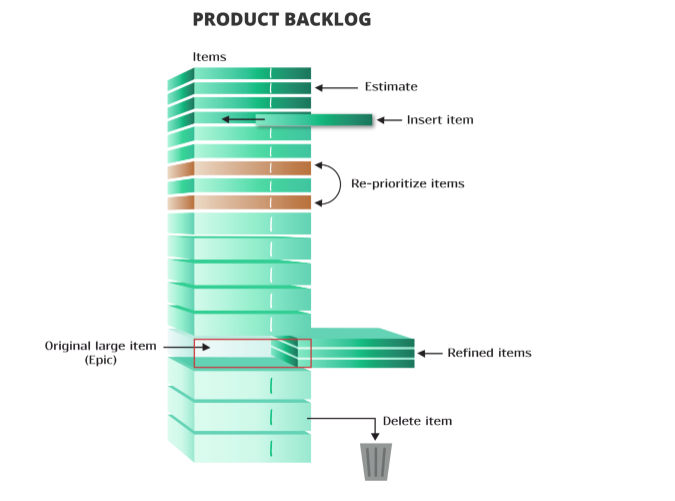 PRODUCT BACKLOG
Items
Estimate
Insert item
Re-prioritize items
Original large item
(Epic)
Refined items
Delete item